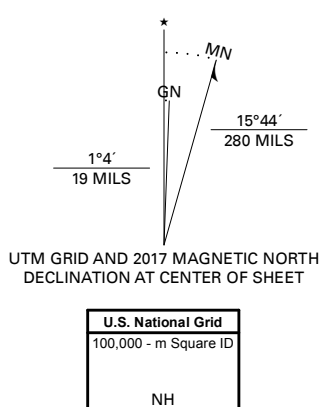 ★
MN
GN
15°44´
280 MILS
1°4´
19 MILS
UTM GRID AND 2017 MAGNETIC NORTH
DECLINATION AT CENTER OF SHEET
U.S. National Grid
100,000 - m Square ID
NH